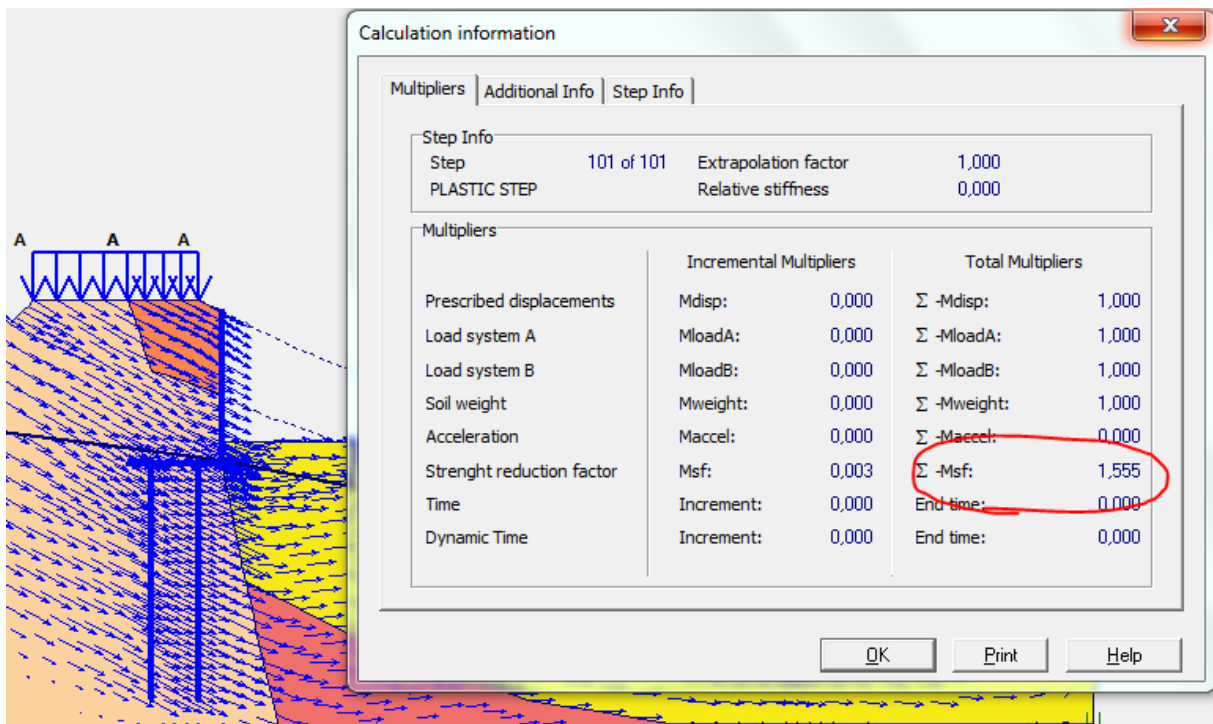 Calculation information
x
Multipliers Additional Info Step Info
Step Info
Step 101 of 101 Extrapolation factor 1,000
PLASTIC STEP Relative stiffness 0,000
A A A
Multipliers
Incremental Multipliers Total Multipliers
Prescribed displacements Mdisp: 0,000 Σ -Mdisp: 1,000
Load system A MloadA: 0,000 Σ -MloadA: 1,000
Load system B MloadB: 0,000 Σ -MloadB: 1,000
Soil weight Mweight: 0,000 Σ -Mweight: 1,000
Acceleration Maccel: 0,000 Σ -Maccel: 0,000
Strenght reduction factor Msf: 0,003 Σ -Msf: 1,555
Time Increment: 0,000 End time: 0,000
Dynamic Time Increment: 0,000 End time: 0,000
OK Print Help